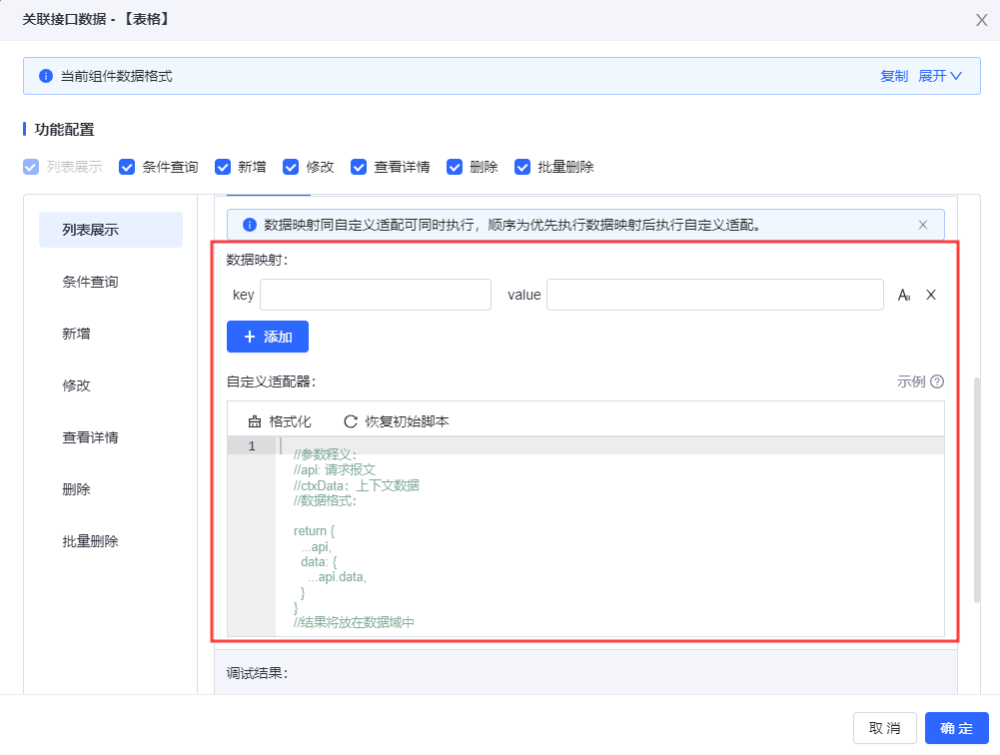 关联接口数据 - 【表格】
当前组件数据格式 复制 展开
功能配置
列表展示 条件查询 新增 修改 查看详情 删除 批量删除
列表展示
条件查询
新增
修改
查看详情
删除
批量删除
数据映射同自定义适配可同时执行，顺序为优先执行数据映射后执行自定义适配。
数据映射：
key value
添加
自定义适配器： 示例
格式化 恢复初始脚本
1
//参数释义：
//api: 请求报文
//ctxData：上下文数据
//数据格式：
return {
...api,
data: {
...api.data,
}
}
//结果将放在数据域中
调试结果：
取 消 确 定